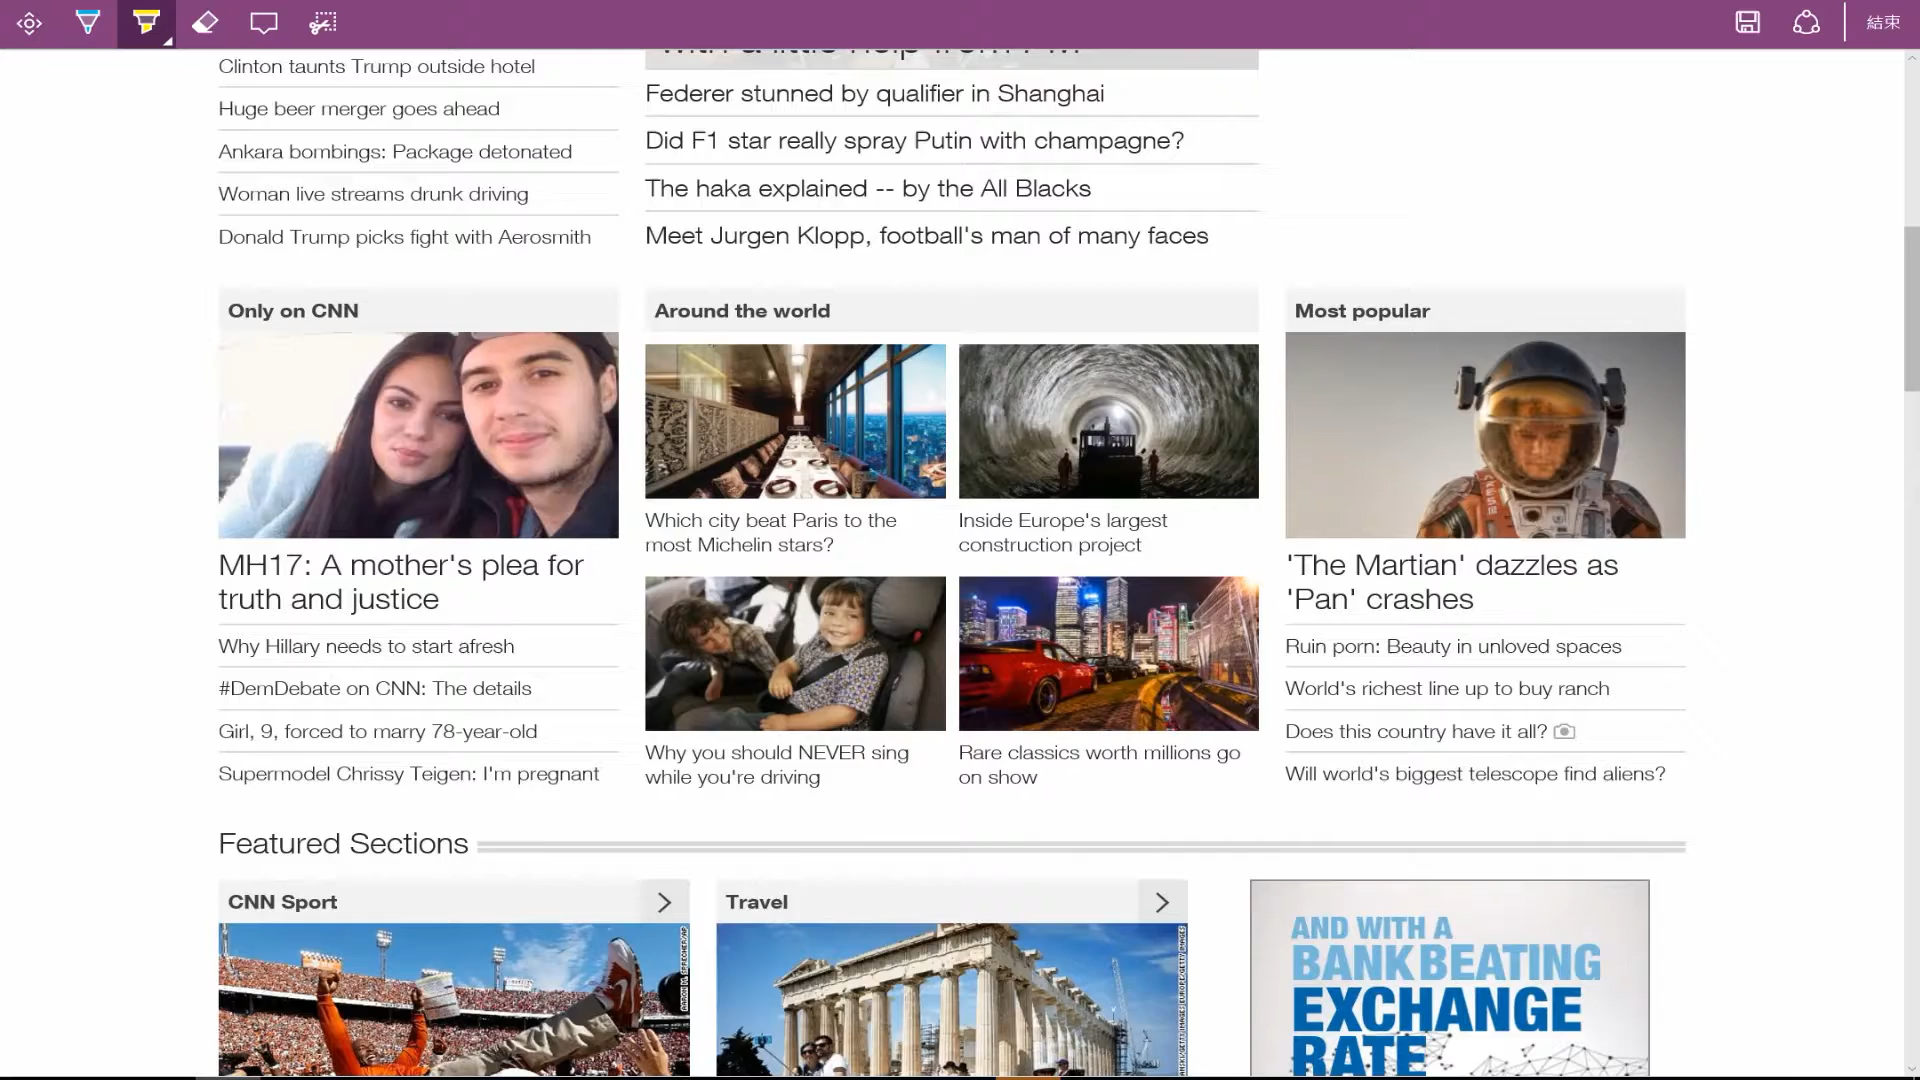 結束
with a little help from PM
Clinton taunts Trump outside hotel
Huge beer merger goes ahead
Ankara bombings: Package detonated
Woman live streams drunk driving
Donald Trump picks fight with Aerosmith
Federer stunned by qualifier in Shanghai
Did F1 star really spray Putin with champagne?
The haka explained -- by the All Blacks
Meet Jurgen Klopp, football's man of many faces
Only on CNN
MH17: A mother's plea for
truth and justice
Why Hillary needs to start afresh
#DemDebate on CNN: The details
Girl, 9, forced to marry 78-year-old
Supermodel Chrissy Teigen: I'm pregnant
Around the world
Which city beat Paris to the
most Michelin stars?
Inside Europe's largest
construction project
Why you should NEVER sing
while you're driving
Rare classics worth millions go
on show
Most popular
'The Martian' dazzles as
'Pan' crashes
Ruin porn: Beauty in unloved spaces
World's richest line up to buy ranch
Does this country have it all?
Will world's biggest telescope find aliens?
Featured Sections
CNN Sport
Travel
AND WITH A
BANK BEATING
EXCHANGE
RATE